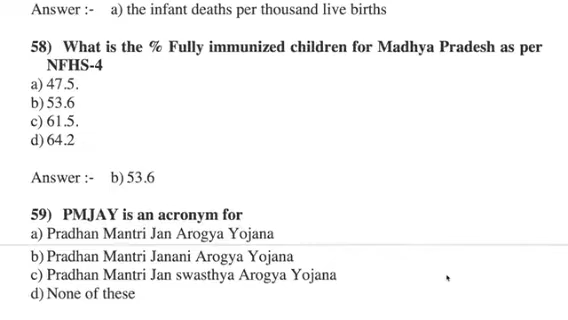 Answer :- a) the infant deaths per thousand live births
58) What is the % Fully immunized children for Madhya Pradesh as per
NFHS-4
a) 47.5.
b) 53.6
c) 61.5.
d) 64.2
Answer :- b) 53.6
59) PMJAY is an acronym for
a) Pradhan Mantri Jan Arogya Yojana
b) Pradhan Mantri Janani Arogya Yojana
c) Pradhan Mantri Jan swasthya Arogya Yojana
d) None of these